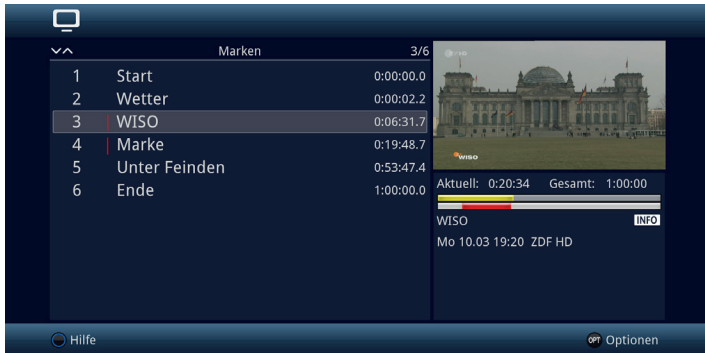 Marken 3/6
1 Start 0:00:00.0
2 Wetter 0:00:02.2
3 WISO 0:06:31.7
4 Marke 0:19:48.7
5 Unter Feinden 0:53:47.4
6 Ende 1:00:00.0
WISO
Aktuell: 0:20:34 Gesamt: 1:00:00
WISO INFO
Mo 10.03 19:20 ZDF HD
Hilfe
OPT Optionen